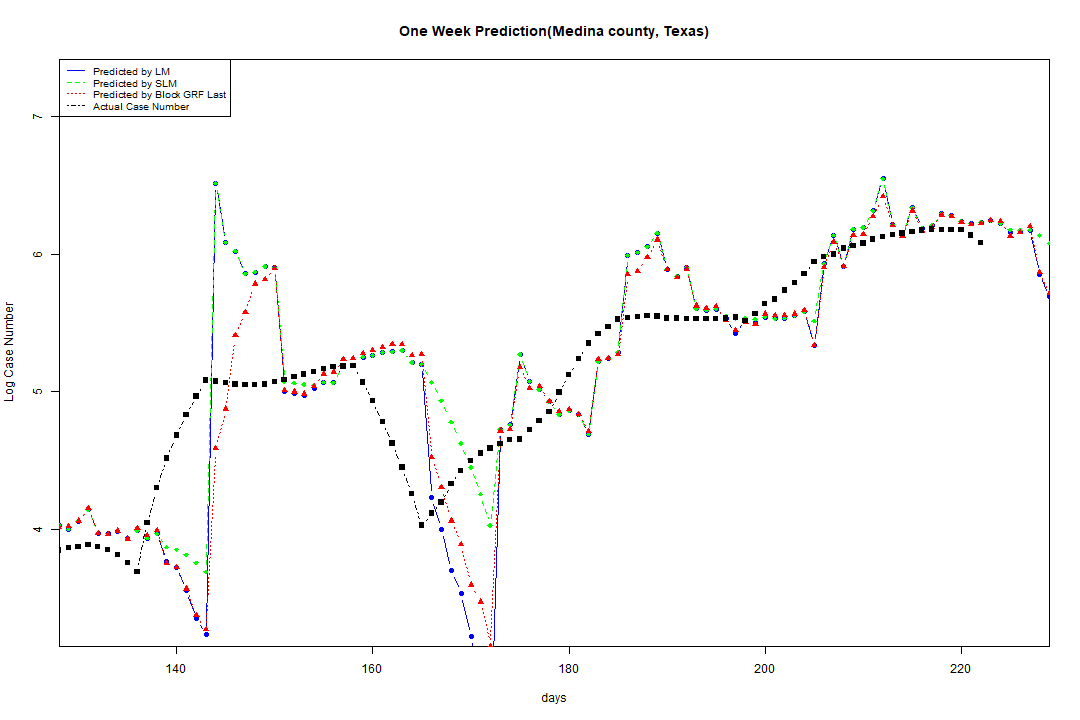 One Week Prediction(Medina county, Texas)
Predicted by LM
Predicted by SLM
Predicted by Block GRF Last
Actual Case Number
7
6
5
4
Log Case Number
140 160 180 200 220
days